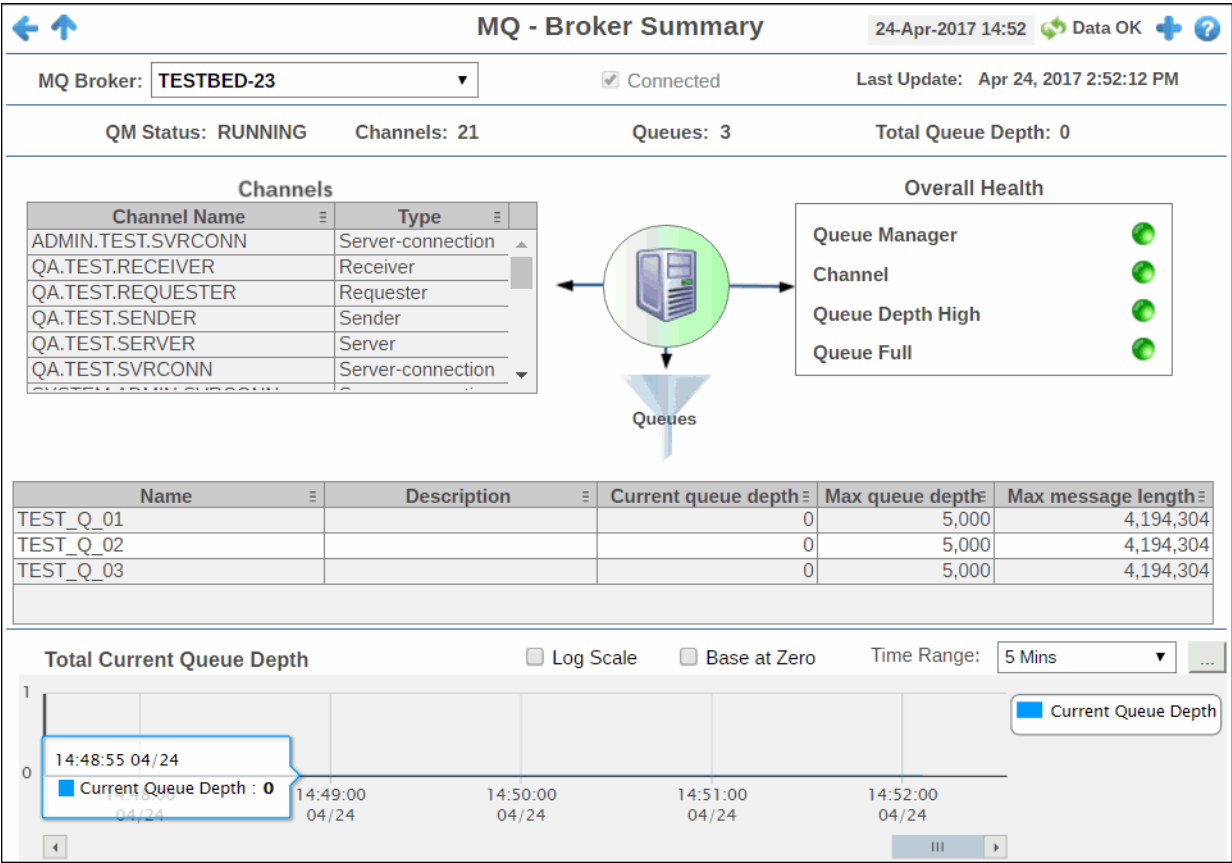 MQ - Broker Summary
24-Apr-2017 14:52 Data OK
MQ Broker: TESTBED-23 Connected Last Update: Apr 24, 2017 2:52:12 PM
QM Status: RUNNING Channels: 21 Queues: 3 Total Queue Depth: 0
Channels
Channel Name Type
ADMIN.TEST.SVRCONN Server-connection
QA.TEST.RECEIVER Receiver
QA.TEST.REQUESTER Requester
QA.TEST.SENDER Sender
QA.TEST.SERVER Server
QA.TEST.SVRCONN Server-connection
Overall Health
Queue Manager
Channel
Queue Depth High
Queue Full
Queues
Name Description Current queue depth Max queue depth Max message length
TEST_Q_01 0 5,000 4,194,304
TEST_Q_02 0 5,000 4,194,304
TEST_Q_03 0 5,000 4,194,304
Total Current Queue Depth Log Scale Base at Zero Time Range: 5 Mins ...
1
Current Queue Depth
14:48:55 04/24
0
Current Queue Depth : 0
14:48:00 14:49:00 14:50:00 14:51:00 14:52:00
04/24 04/24 04/24 04/24 04/24